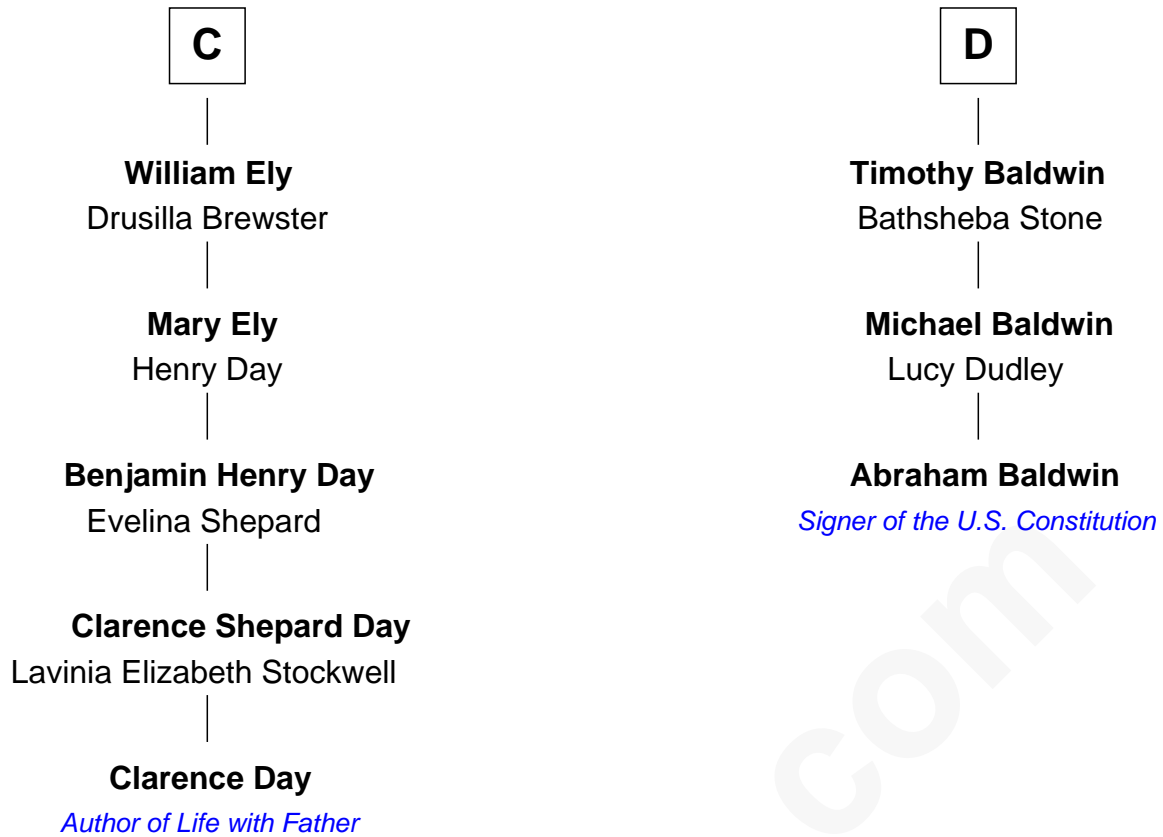 C
William Ely
Drusilla Brewster
Mary Ely
Henry Day
Benjamin Henry Day
Evelina Shepard
Clarence Shepard Day
Lavinia Elizabeth Stockwell
Clarence Day
Author of Life with Father
D
Timothy Baldwin
Bathsheba Stone
Michael Baldwin
Lucy Dudley
Abraham Baldwin
Signer of the U.S. Constitution
com